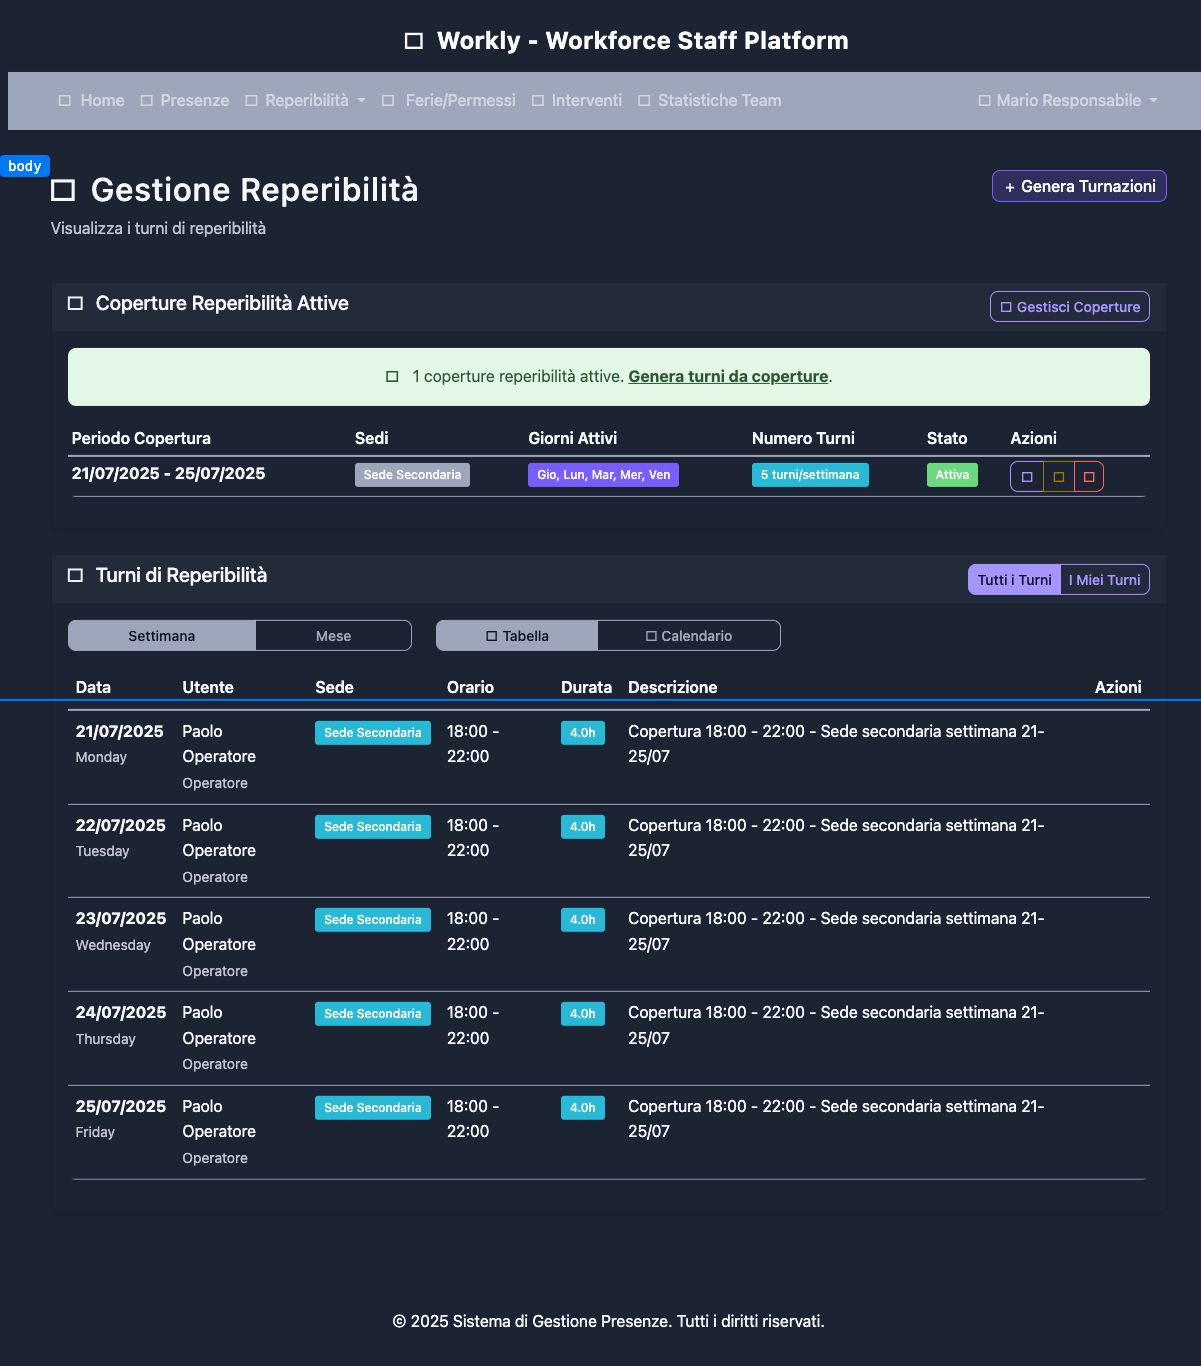 Workly - Workforce Staff Platform
Home Presenze Reperibilità Ferie/Permessi Interventi Statistiche Team Mario Responsabile
body
Gestione Reperibilità
+ Genera Turnazioni
Visualizza i turni di reperibilità
Coperture Reperibilità Attive
Gestisci Coperture
1 coperture reperibilità attive. Genera turni da coperture.
Periodo Copertura Sedi Giorni Attivi Numero Turni Stato Azioni
21/07/2025 - 25/07/2025 Sede Secondaria Gio, Lun, Mar, Mer, Ven 5 turni/settimana Attiva
Turni di Reperibilità
Tutti i Turni I Miei Turni
Settimana Mese Tabella Calendario
Data Utente Sede Orario Durata Descrizione Azioni
21/07/2025 Paolo Sede Secondaria 18:00 - 4.0h Copertura 18:00 - 22:00 - Sede secondaria settimana 21-
Monday Operatore 22:00 25/07
Operatore
22/07/2025 Paolo Sede Secondaria 18:00 - 4.0h Copertura 18:00 - 22:00 - Sede secondaria settimana 21-
Tuesday Operatore 22:00 25/07
Operatore
23/07/2025 Paolo Sede Secondaria 18:00 - 4.0h Copertura 18:00 - 22:00 - Sede secondaria settimana 21-
Wednesday Operatore 22:00 25/07
Operatore
24/07/2025 Paolo Sede Secondaria 18:00 - 4.0h Copertura 18:00 - 22:00 - Sede secondaria settimana 21-
Thursday Operatore 22:00 25/07
Operatore
25/07/2025 Paolo Sede Secondaria 18:00 - 4.0h Copertura 18:00 - 22:00 - Sede secondaria settimana 21-
Friday Operatore 22:00 25/07
Operatore
© 2025 Sistema di Gestione Presenze. Tutti i diritti riservati.